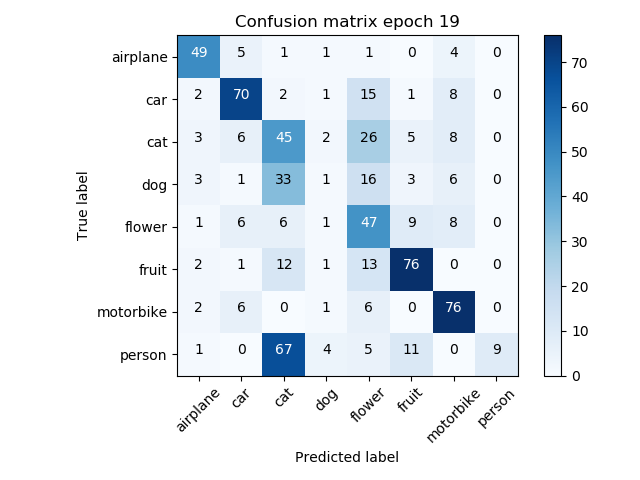 Confusion matrix epoch 19
airplane 49 5 1 1 1 0 4 0
car 2 70 2 1 15 1 8 0
cat 3 6 45 2 26 5 8 0
dog 3 1 33 1 16 3 6 0
flower 1 6 6 1 47 9 8 0
fruit 2 1 12 1 13 76 0 0
motorbike 2 6 0 1 6 0 76 0
person 1 0 67 4 5 11 0 9
airplane car cat dog flower fruit motorbike person
True label
Predicted label
70
60
50
40
30
20
10
0